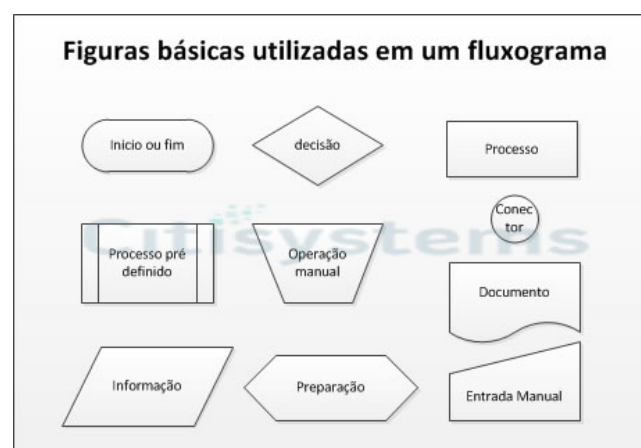 Figuras básicas utilizadas em um fluxograma
Inicio ou fim
decisão
Processo
Conec
tor
Citisystems
Processo pré
definido
Operação
manual
Documento
Informação
Preparação
Entrada Manual